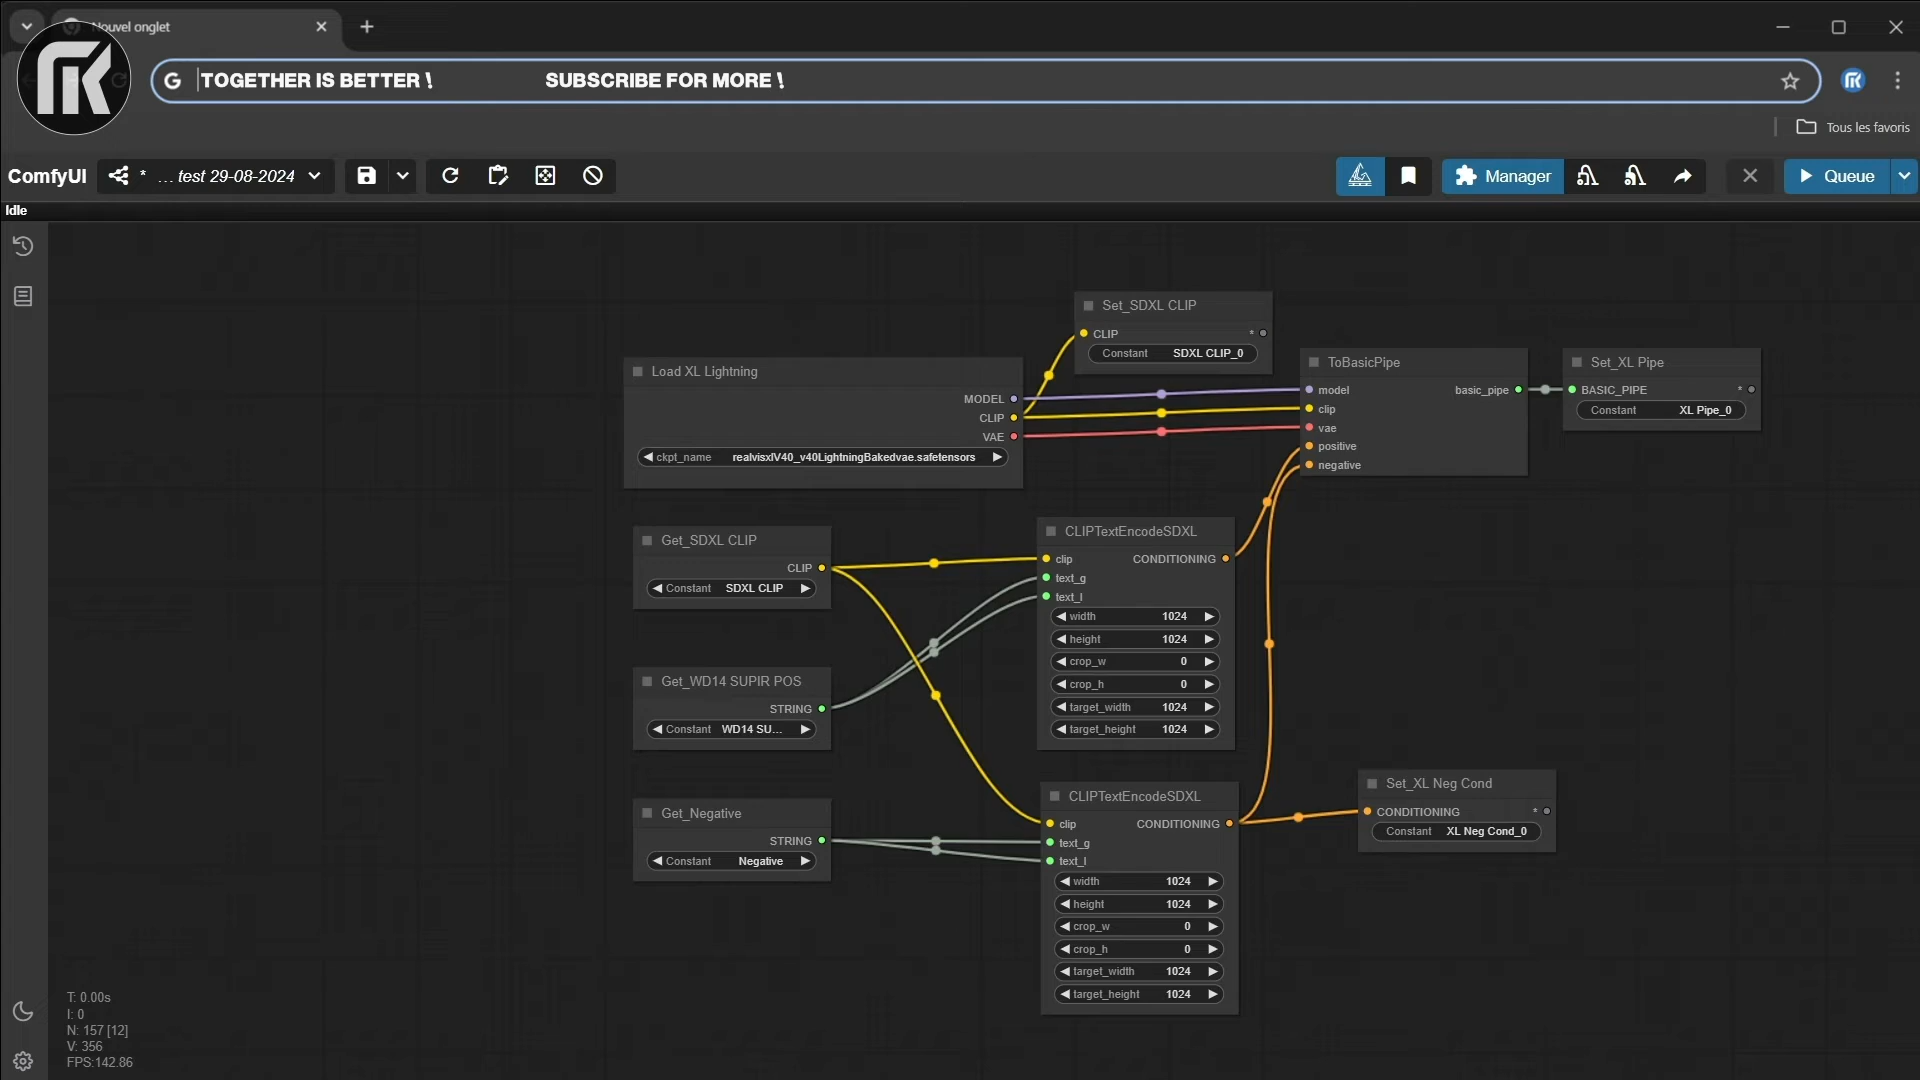 Nouvel onglet
TOGETHER IS BETTER ! SUBSCRIBE FOR MORE !
Tous les favoris
ComfyUI * ... test 29-08-2024 Manager Queue
Idle
Set_SDXL CLIP
CLIP *
Constant SDXL CLIP_0
Load XL Lightning
MODEL
CLIP
VAE
ckpt_name realvisxlV40_v40LightningBakedvae.safetensors
ToBasicPipe
model basic_pipe
clip
vae
positive
negative
Set_XL Pipe
BASIC_PIPE *
Constant XL Pipe_0
Get_SDXL CLIP
CLIP
Constant SDXL CLIP
CLIPTextEncodeSDXL
clip CONDITIONING
text_g
text_l
width 1024
height 1024
crop_w 0
crop_h 0
target_width 1024
target_height 1024
Get_WD14 SUPIR POS
STRING
Constant WD14 SU...
Get_Negative
STRING
Constant Negative
CLIPTextEncodeSDXL
clip CONDITIONING
text_g
text_l
width 1024
height 1024
crop_w 0
crop_h 0
target_width 1024
target_height 1024
Set_XL Neg Cond
CONDITIONING *
Constant XL Neg Cond_0
T: 0.00s
I: 0
N: 157 [12]
V: 356
FPS:142.86